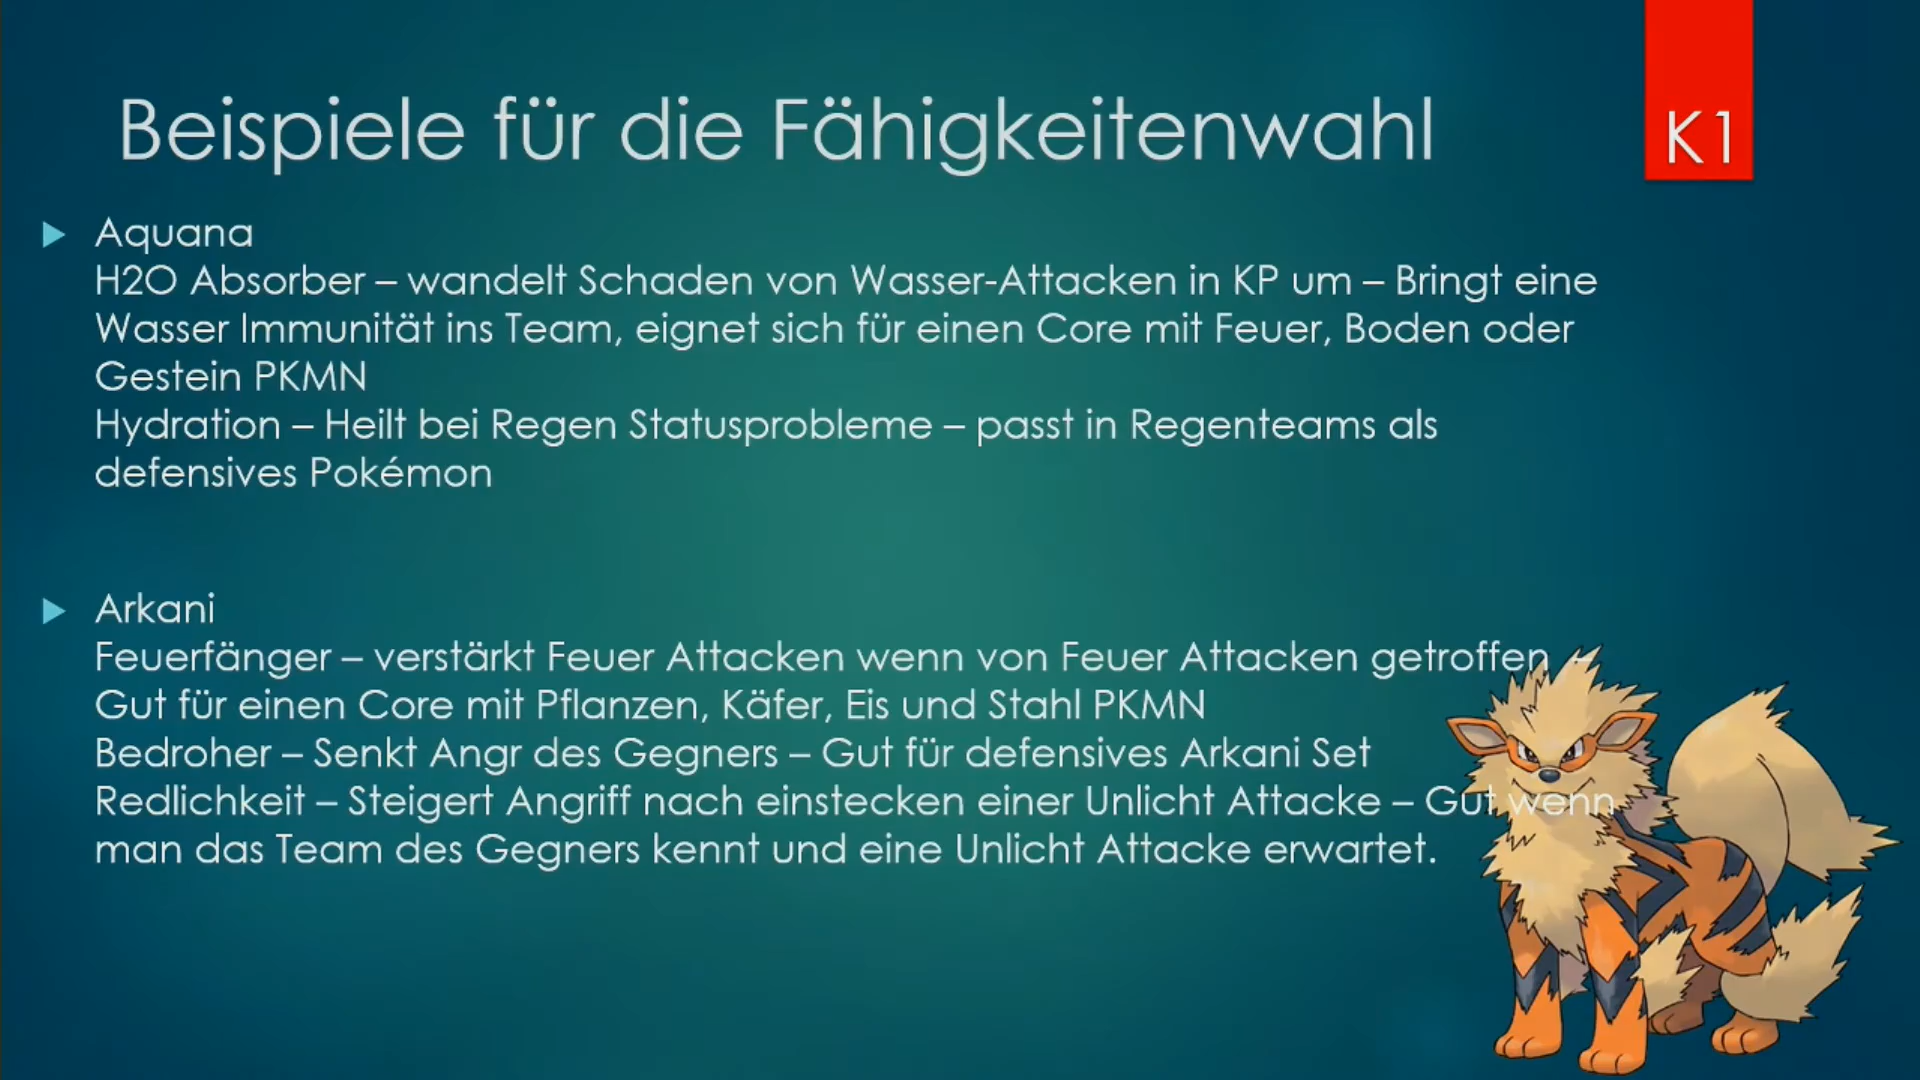 Beispiele für die Fähigkeitenwahl
K1
Aquana
H2O Absorber – wandelt Schaden von Wasser-Attacken in KP um – Bringt eine
Wasser Immunität ins Team, eignet sich für einen Core mit Feuer, Boden oder
Gestein PKMN
Hydration – Heilt bei Regen Statusprobleme – passt in Regenteams als
defensives Pokémon
Arkani
Feuerfänger – verstärkt Feuer Attacken wenn von Feuer Attacken getroffen –
Gut für einen Core mit Pflanzen, Käfer, Eis und Stahl PKMN
Bedroher – Senkt Angr des Gegners – Gut für defensives Arkani Set
Redlichkeit – Steigert Angriff nach einstecken einer Unlicht Attacke – Gut wenn
man das Team des Gegners kennt und eine Unlicht Attacke erwartet.